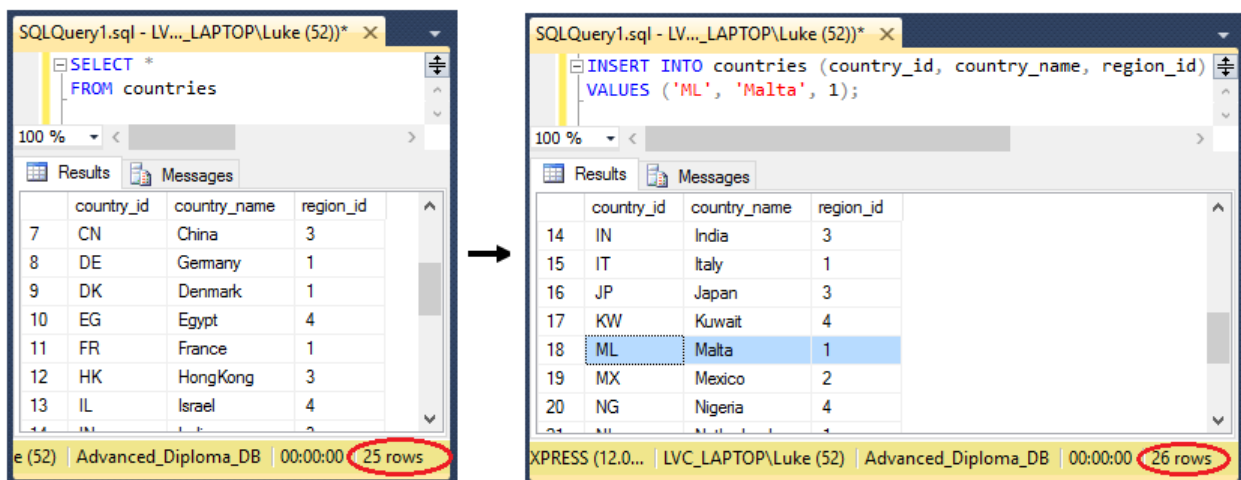 SQLQuery1.sql - LV..._LAPTOP\Luke (52))*
SELECT *
FROM countries
100 %
Results Messages
country_id country_name region_id
7 CN China 3
8 DE Germany 1
9 DK Denmark 1
10 EG Egypt 4
11 FR France 1
12 HK HongKong 3
13 IL Israel 4
e (52) Advanced_Diploma_DB 00:00:00 25 rows
SQLQuery1.sql - LV..._LAPTOP\Luke (52))*
INSERT INTO countries (country_id, country_name, region_id)
VALUES ('ML', 'Malta', 1);
100 %
Results Messages
country_id country_name region_id
14 IN India 3
15 IT Italy 1
16 JP Japan 3
17 KW Kuwait 4
18 ML Malta 1
19 MX Mexico 2
20 NG Nigeria 4
XPRESS (12.0... LVC_LAPTOP\Luke (52) Advanced_Diploma_DB 00:00:00 26 rows